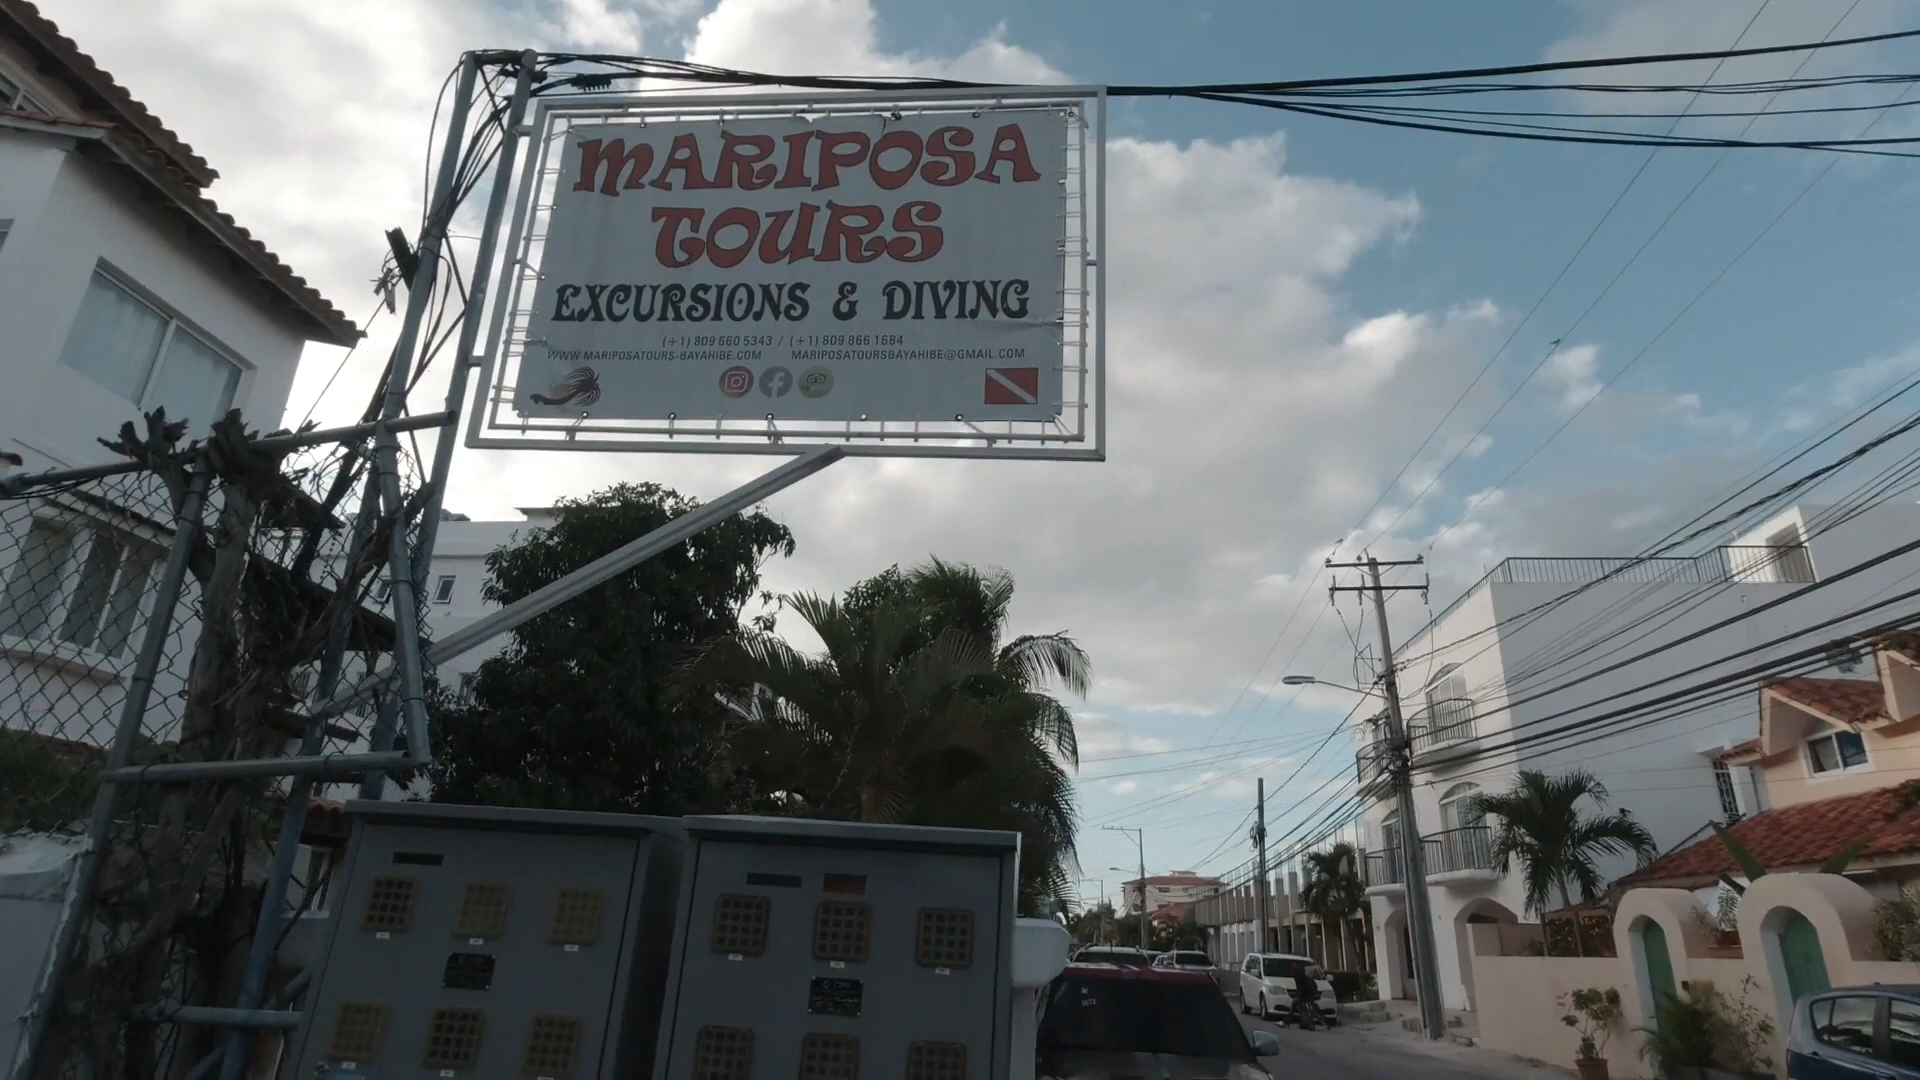 MARIPOSA
TOURS
EXCURSIONS & DIVING
(+1) 809 660 5343 / (+1) 809 866 1684
WWW.MARIPOSATOURS-BAYAHIBE.COM MARIPOSATOURSBAYAHIBE@GMAIL.COM